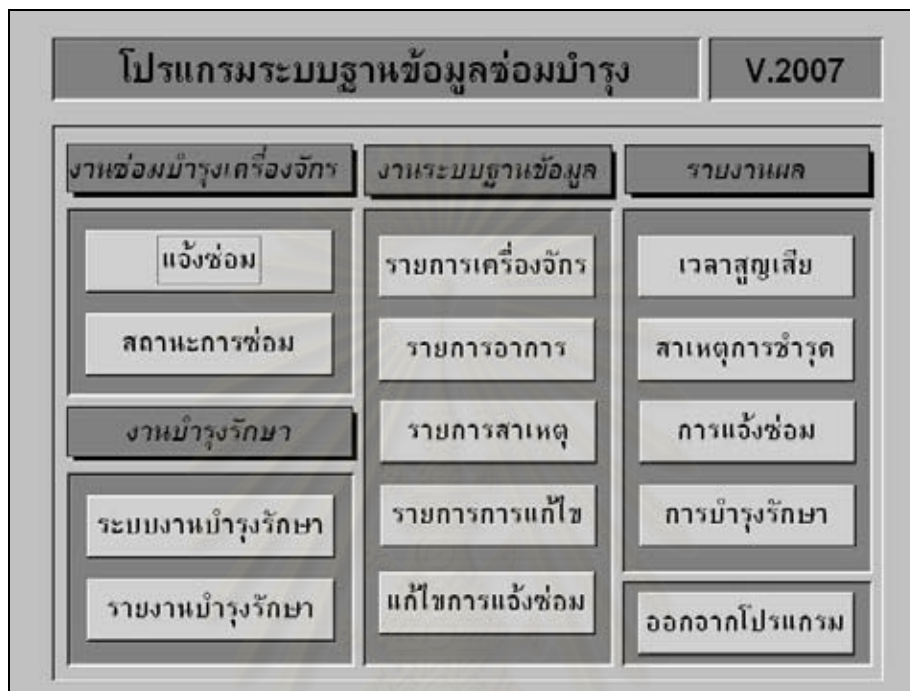 โปรแกรมระบบฐานข้อมูลซ่อมบำรุง
V.2007
งานซ่อมบำรุงเครื่องจักร
แจ้งซ่อม
สถานะการซ่อม
งานบำรุงรักษา
ระบบงานบำรุงรักษา
รายงานบำรุงรักษา
งานระบบฐานข้อมูล
รายการเครื่องจักร
รายการอาการ
รายการสาเหตุ
รายการการแก้ไข
แก้ไขการแจ้งซ่อม
รายงานผล
เวลาสูญเสีย
สาเหตุการชำรุด
การแจ้งซ่อม
การบำรุงรักษา
ออกจากโปรแกรม